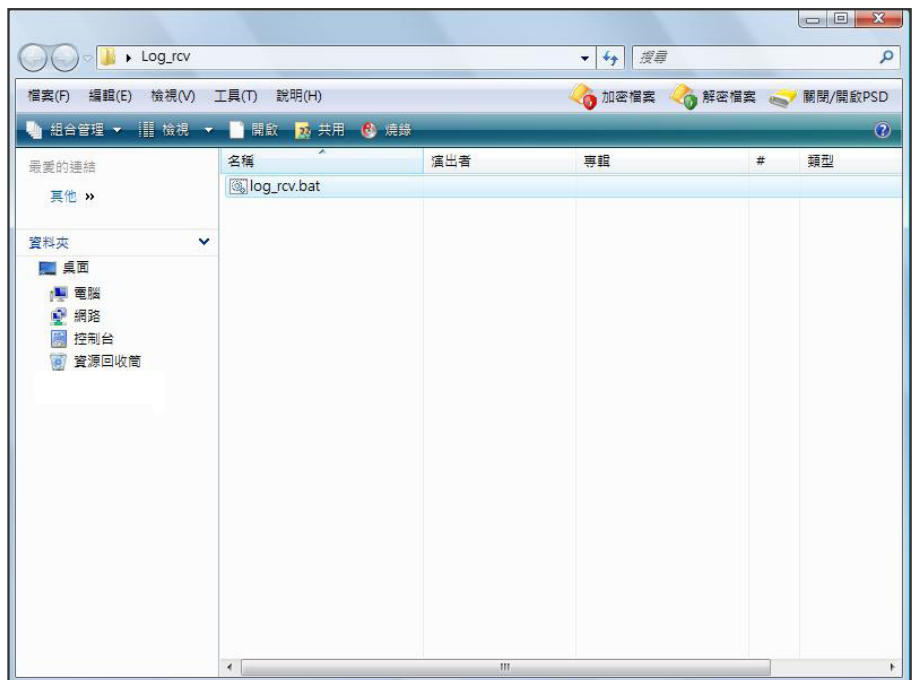 Log_rcv
搜尋
檔案(F) 編輯(E) 檢視(V) 工具(T) 說明(H) 加密檔案 解密檔案 關閉/開啟PSD
組合管理 檢視 開啟 共用 燒錄
最愛的連結
其他 »
資料夾
桌面
電腦
網路
控制台
資源回收筒
名稱 演出者 專輯 # 類型
log_rcv.bat